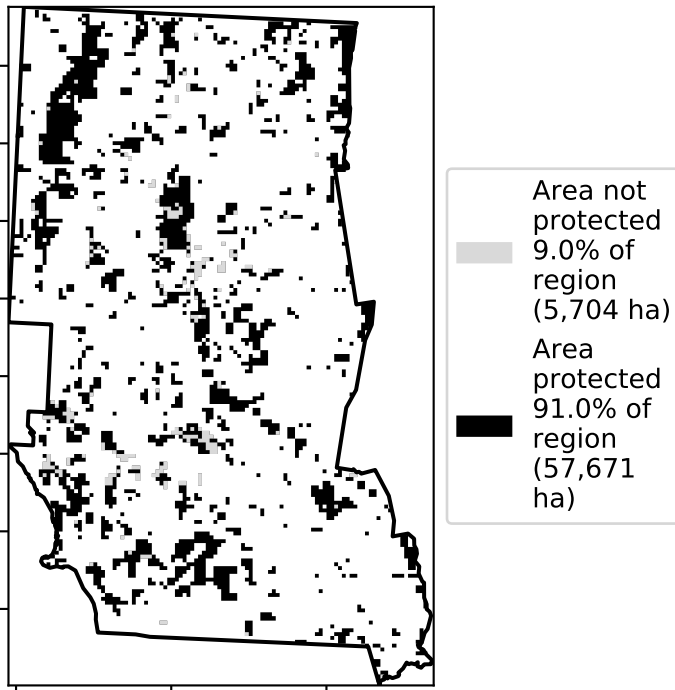 Area not
protected
9.0% of
region
(5,704 ha)
Area
protected
91.0% of
region
(57,671
ha)